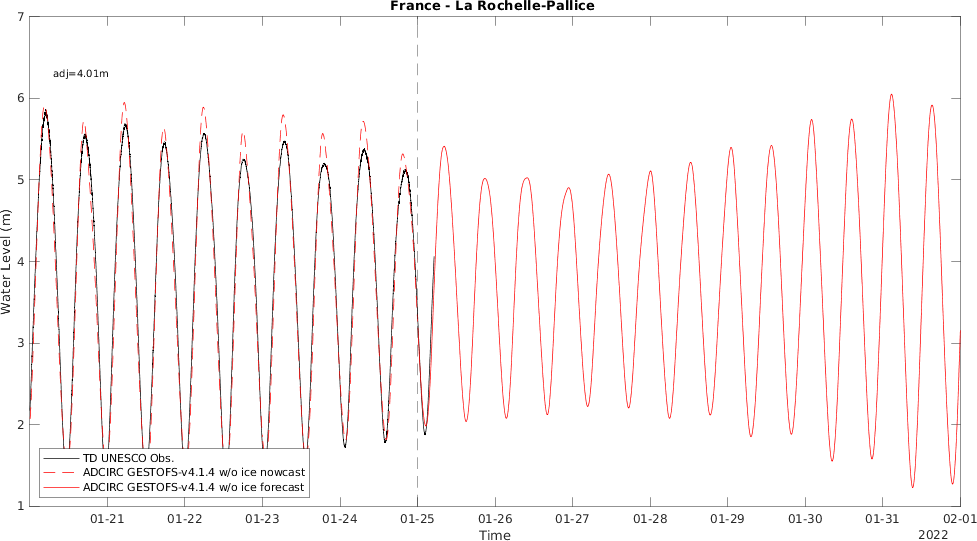 France - La Rochelle-Pallice
7
adj=4.01m
6
5
4
3
2
1
Water Level (m)
TD UNESCO Obs.
ADCIRC GESTOFS-v4.1.4 w/o ice nowcast
ADCIRC GESTOFS-v4.1.4 w/o ice forecast
01-21 01-22 01-23 01-24 01-25 01-26 01-27 01-28 01-29 01-30 01-31 02-01
Time
2022